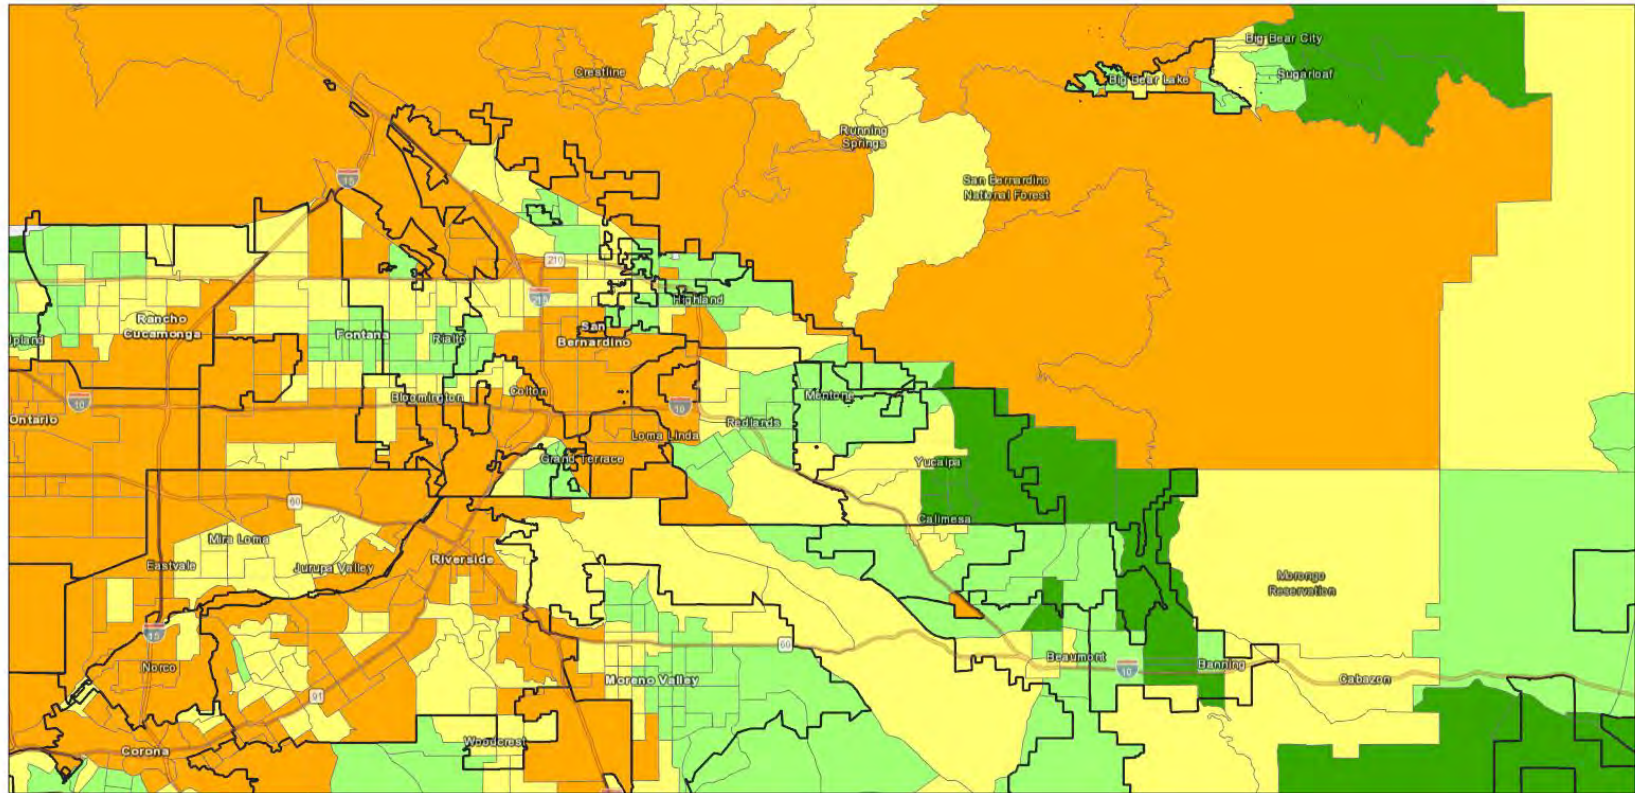 Big Bear City
Crestline
Big Bear Lake
Sugarloaf
Running
Springs
15
San Bernardino
National Forest
210
Highland
Rancho
Cucamonga
Fontana
Rialto
San
Bernardino
Bloomington
Colton
Mentone
10
10
Ontario
Redlands
Loma Linda
Grand Terrace
Yucaipa
60
Calimesa
Mira Loma
Riverside
Eastvale
Jurupa Valley
Morongo
Reservation
15
60
Norco
Beaumont
10
Banning
Moreno Valley
Cabazon
91
Woodcrest
Corona